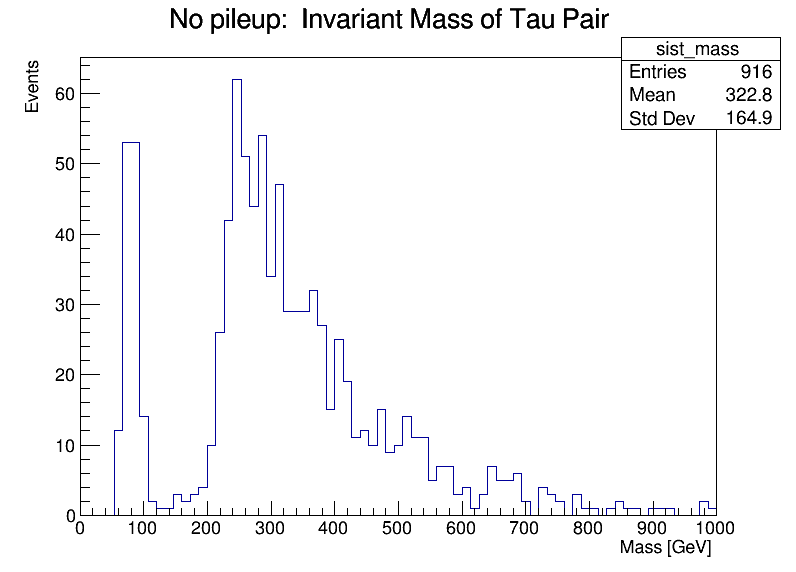 No pileup: Invariant Mass of Tau Pair
sist_mass
Entries 916
Mean 322.8
Std Dev 164.9
Events
60
50
40
30
20
10
0
0 100 200 300 400 500 600 700 800 900 1000
Mass [GeV]